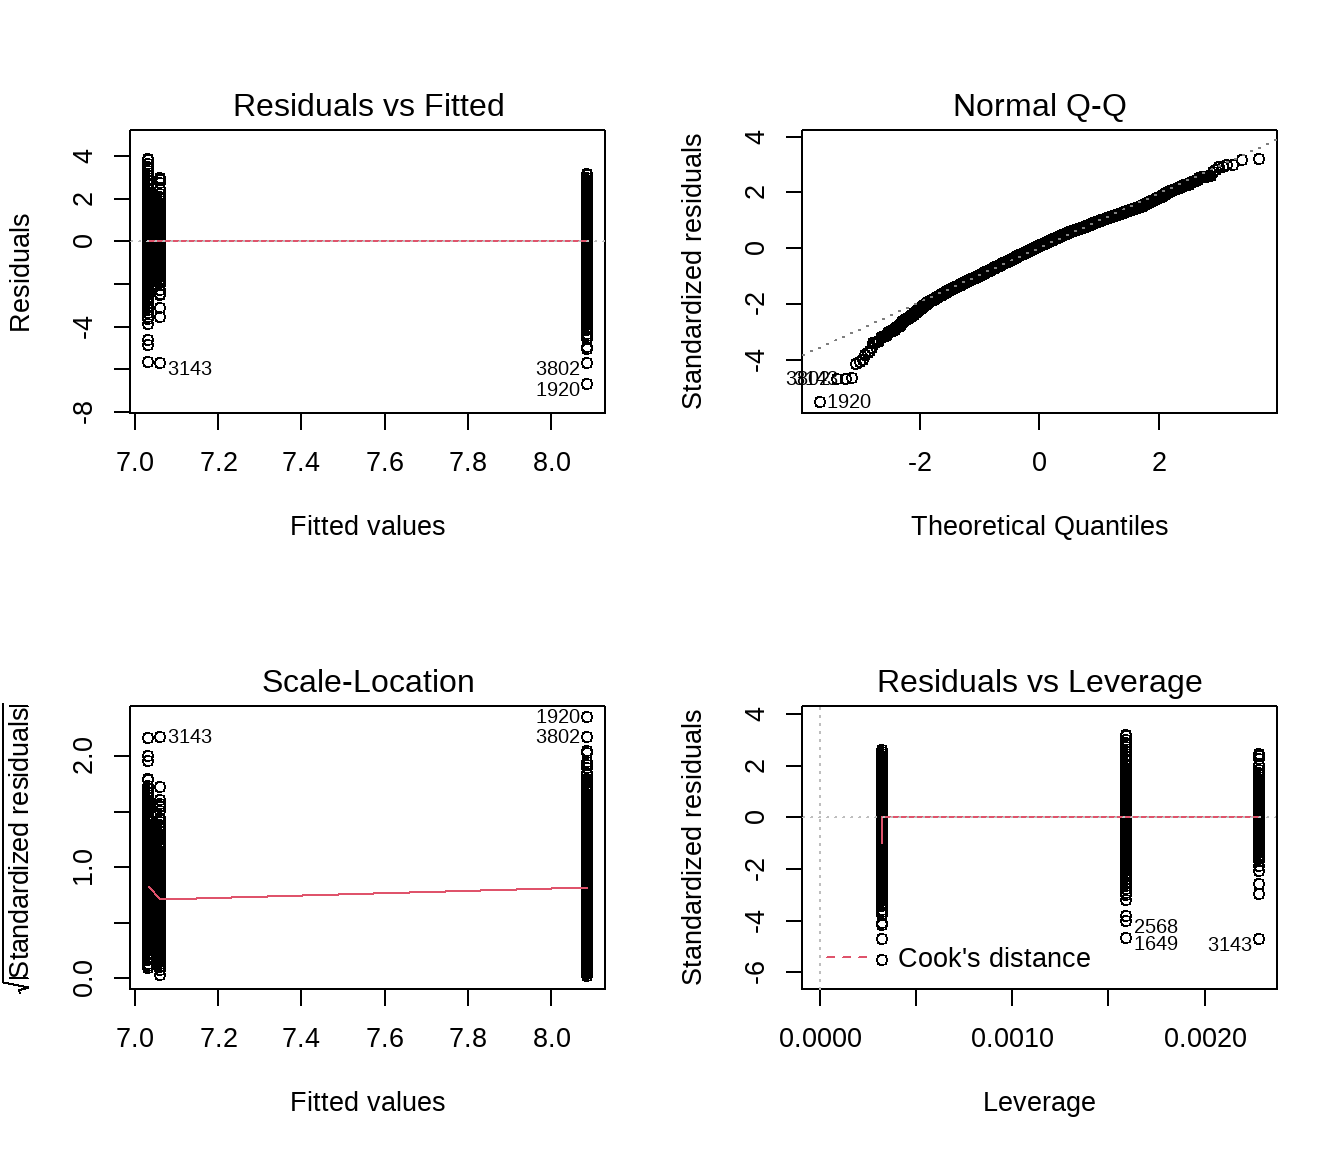 Residuals vs Fitted
Residuals
4
2
0
-4
-8
3143
3802
1920
7.0 7.2 7.4 7.6 7.8 8.0
Fitted values
Normal Q-Q
Standardized residuals
4
2
0
-2
-4
1920
-2 0 2
Theoretical Quantiles
Scale-Location
√Standardized residuals
2.0
1.0
0.0
3143
1920
3802
7.0 7.2 7.4 7.6 7.8 8.0
Fitted values
Residuals vs Leverage
Standardized residuals
4
2
0
-2
-4
-6
2568
1649
3143
Cook's distance
0.0000 0.0010 0.0020
Leverage